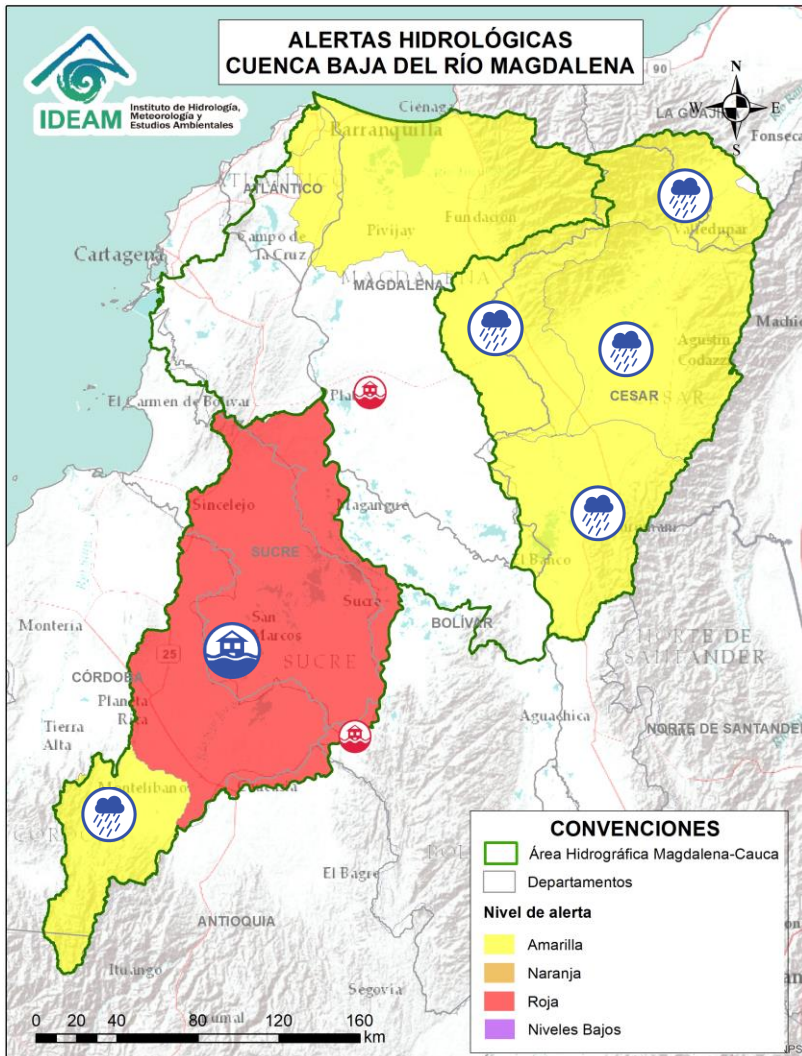 ALERTAS HIDROLÓGICAS
CUENCA BAJA DEL RÍO MAGDALENA
IDEAM
Instituto de Hidrología,
Meteorología y
Estudios Ambientales
90
N
W E
S
Ciénaga
LA GUAJIRA
Fonseca
Barranquilla
ATLÁNTICO
Cartagena
Campo de
la Cruz
Pivijay
Fundación
Valledupar
MAGDALENA
Agustín
Codazzi
CESAR
El Carmen de Bolívar
Sincelejo
Magangué
SUCRE
El Banco
Sucre
San
Marcos
BOLÍVAR
SUCRE
Montería
25
CÓRDOBA
Planeta
Rica
Tierra
Alta
NORTE DE
SANTANDER
Aguachica
NORTE DE SANTANDER
Montelíbano
El Bagre
ANTIOQUIA
Ituango
Segovia
0 20 40 80 120 160
km
CONVENCIONES
Área Hidrográfica Magdalena-Cauca
Departamentos
Nivel de alerta
Amarilla
Naranja
Roja
Niveles Bajos